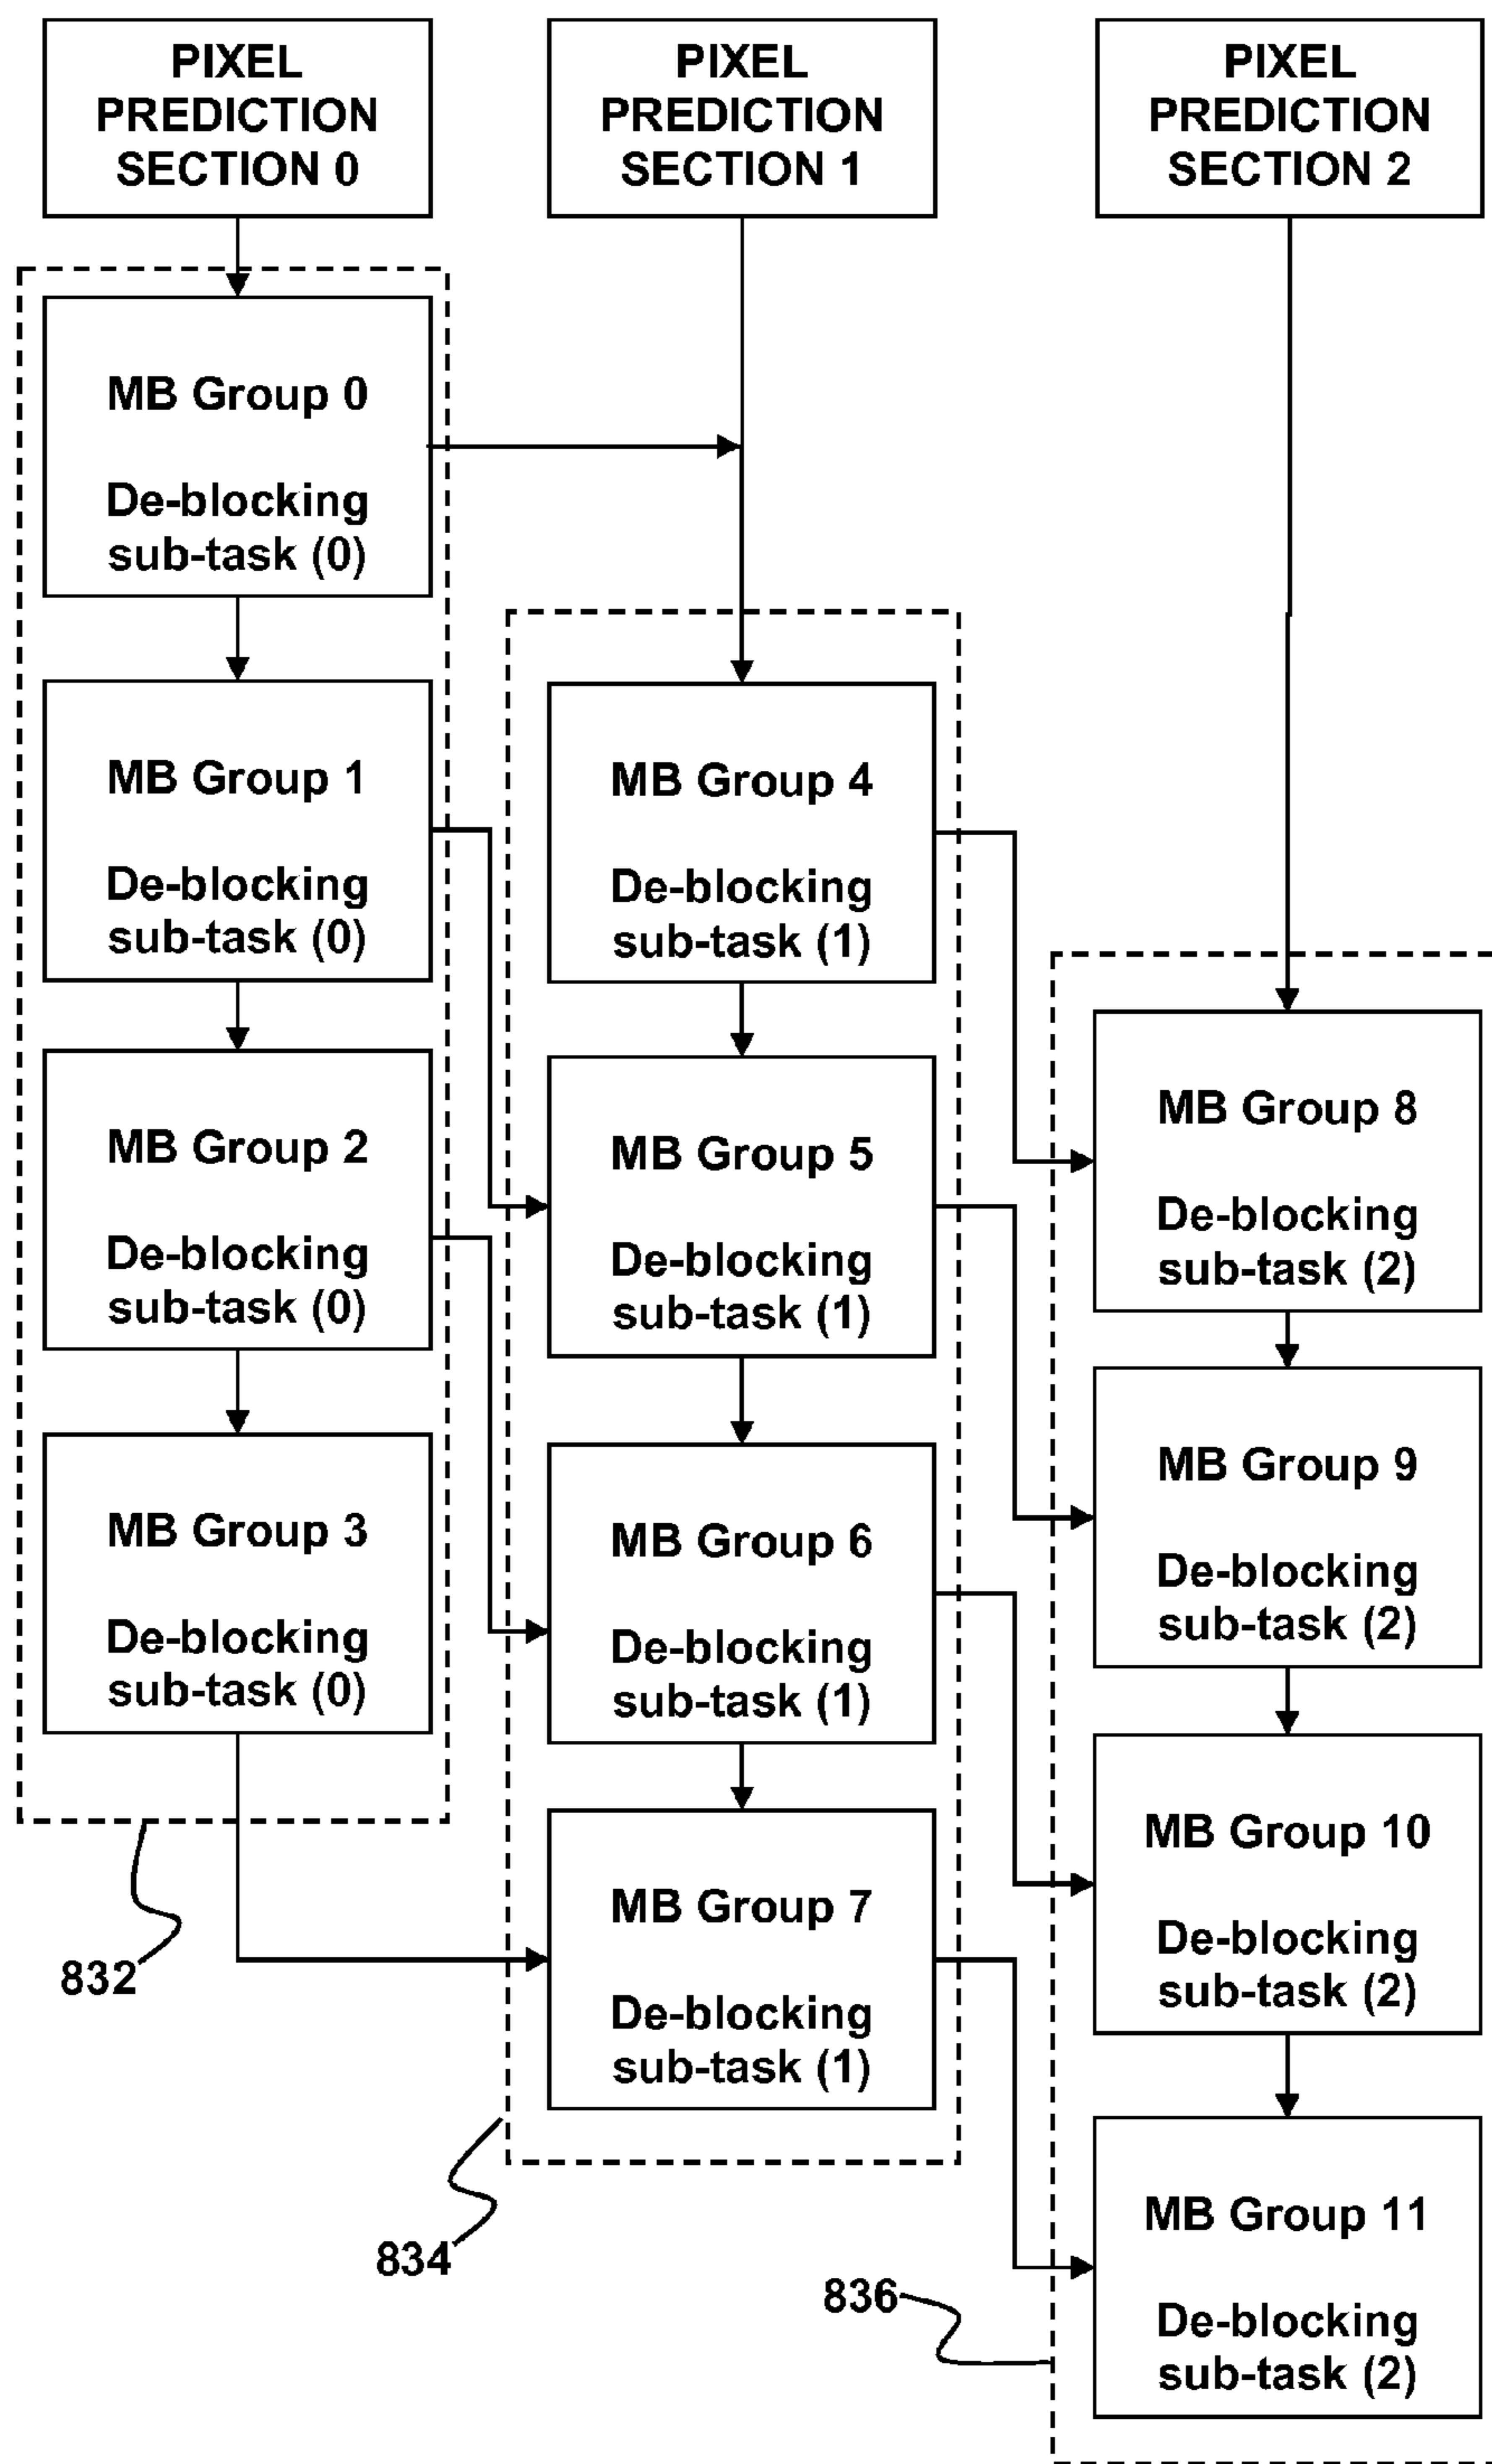 PIXEL
PREDICTION
SECTION 0
PIXEL
PREDICTION
SECTION 1
PIXEL
PREDICTION
SECTION 2
MB Group 0
De-blocking
sub-task (0)
MB Group 1
De-blocking
sub-task (0)
MB Group 2
De-blocking
sub-task (0)
MB Group 3
De-blocking
sub-task (0)
832
MB Group 4
De-blocking
sub-task (1)
MB Group 5
De-blocking
sub-task (1)
MB Group 6
De-blocking
sub-task (1)
MB Group 7
De-blocking
sub-task (1)
834
MB Group 8
De-blocking
sub-task (2)
MB Group 9
De-blocking
sub-task (2)
MB Group 10
De-blocking
sub-task (2)
MB Group 11
De-blocking
sub-task (2)
836